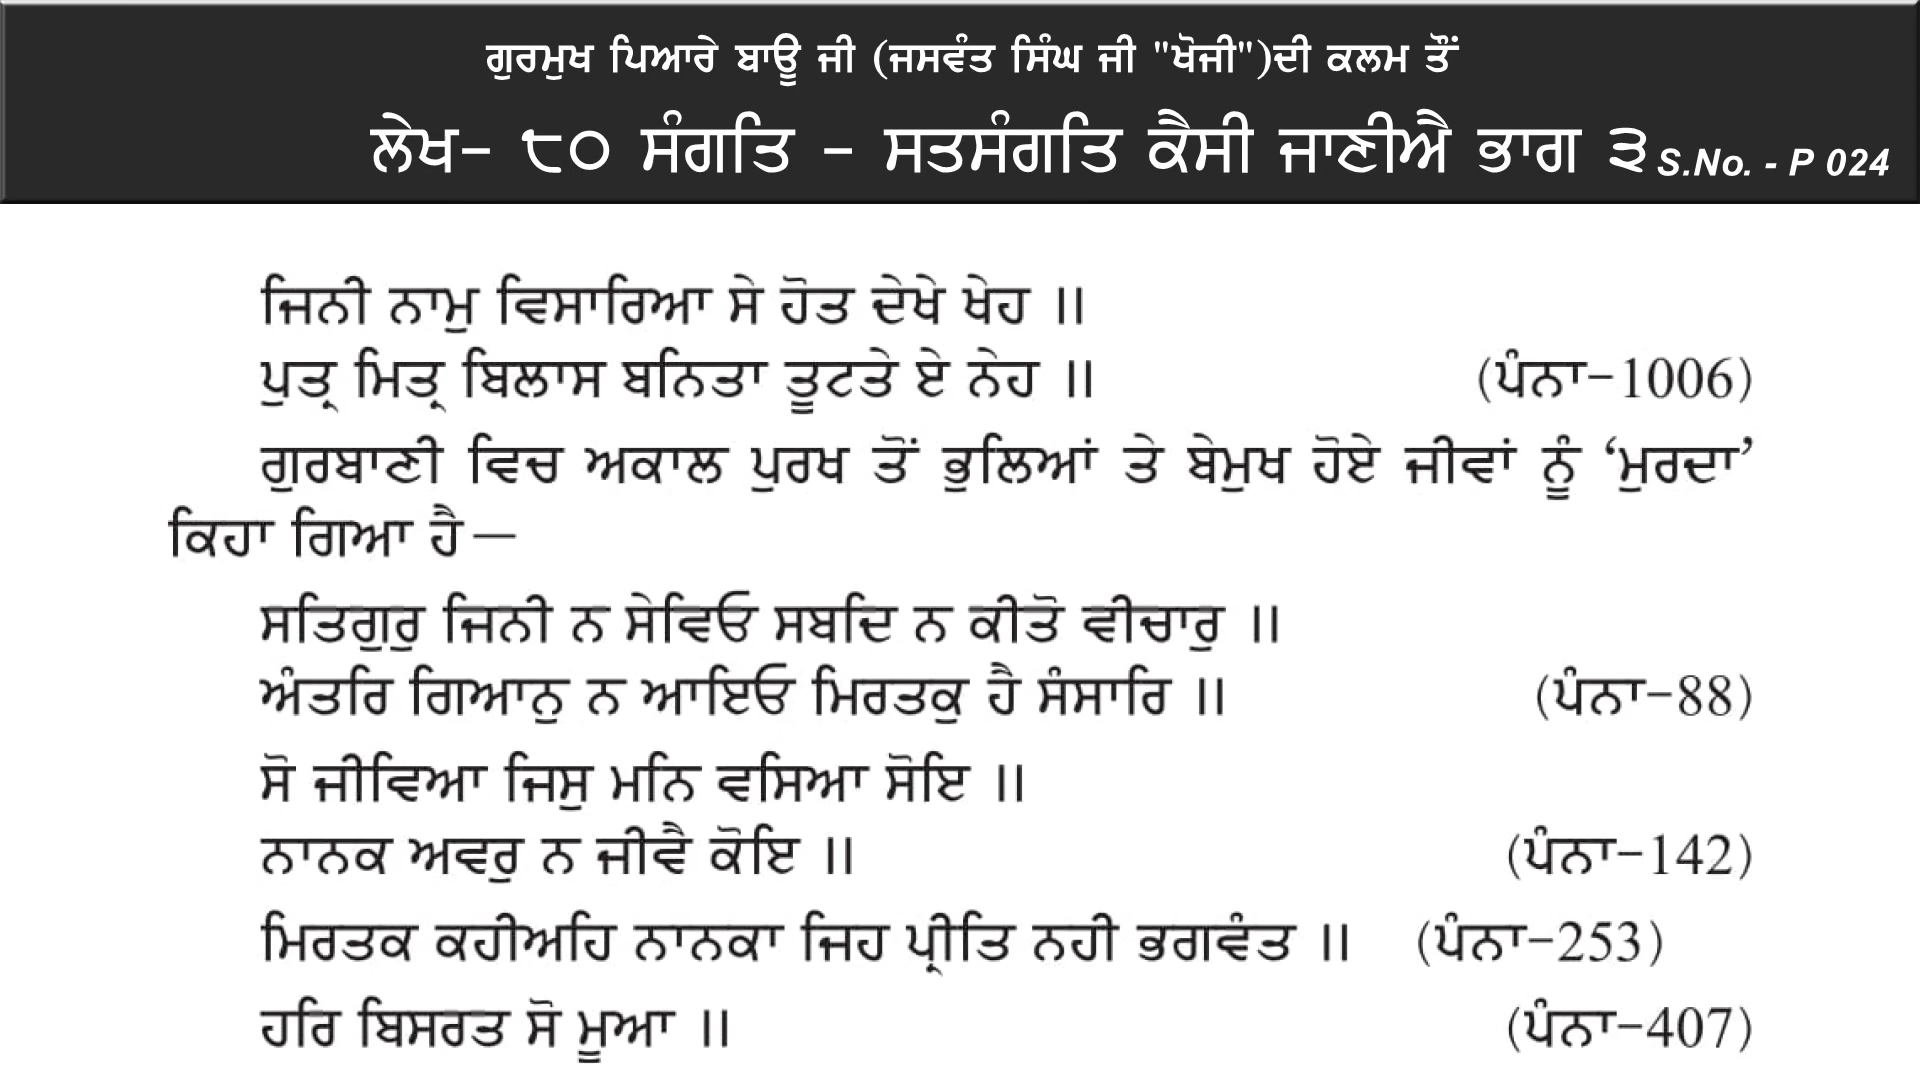 ਗੁਰਮੁਖ ਪਿਆਰੇ ਬਾਊ ਜੀ (ਜਸਵੰਤ ਸਿੰਘ ਜੀ "ਖੋਜੀ")ਦੀ ਕਲਮ ਤੌਂ
ਲੇਖ- ੮੦ ਸੰਗਤਿ - ਸਤਸੰਗਤਿ ਕੈਸੀ ਜਾਣੀਐ ਭਾਗ ੩ S.No. - P 024
ਜਿਨੀ ਨਾਮੁ ਵਿਸਾਰਿਆ ਸੇ ਹੋਤ ਦੇਖੇ ਖੇਹ ॥
ਪੁਤ੍ਰ ਮਿਤ੍ਰ ਬਿਲਾਸ ਬਨਿਤਾ ਤੂਟਤੇ ਏ ਨੇਹ ॥ (ਪੰਨਾ-1006)
ਗੁਰਬਾਣੀ ਵਿਚ ਅਕਾਲ ਪੁਰਖ ਤੋਂ ਭੁਲਿਆਂ ਤੇ ਬੇਮੁਖ ਹੋਏ ਜੀਵਾਂ ਨੂੰ ‘ਮੁਰਦਾ’
ਕਿਹਾ ਗਿਆ ਹੈ—
ਸਤਿਗੁਰੁ ਜਿਨੀ ਨ ਸੇਵਿਓ ਸਬਦਿ ਨ ਕੀਤੋ ਵੀਚਾਰੁ ॥
ਅੰਤਰਿ ਗਿਆਨੁ ਨ ਆਇਓ ਮਿਰਤਕੁ ਹੈ ਸੰਸਾਰਿ ॥ (ਪੰਨਾ-88)
ਸੋ ਜੀਵਿਆ ਜਿਸੁ ਮਨਿ ਵਸਿਆ ਸੋਇ ॥
ਨਾਨਕ ਅਵਰੁ ਨ ਜੀਵੈ ਕੋਇ ॥ (ਪੰਨਾ-142)
ਮਿਰਤਕ ਕਹੀਅਹਿ ਨਾਨਕਾ ਜਿਹ ਪ੍ਰੀਤਿ ਨਹੀ ਭਗਵੰਤ ॥ (ਪੰਨਾ-253)
ਹਰਿ ਬਿਸਰਤ ਸੋ ਮੂਆ ॥ (ਪੰਨਾ-407)